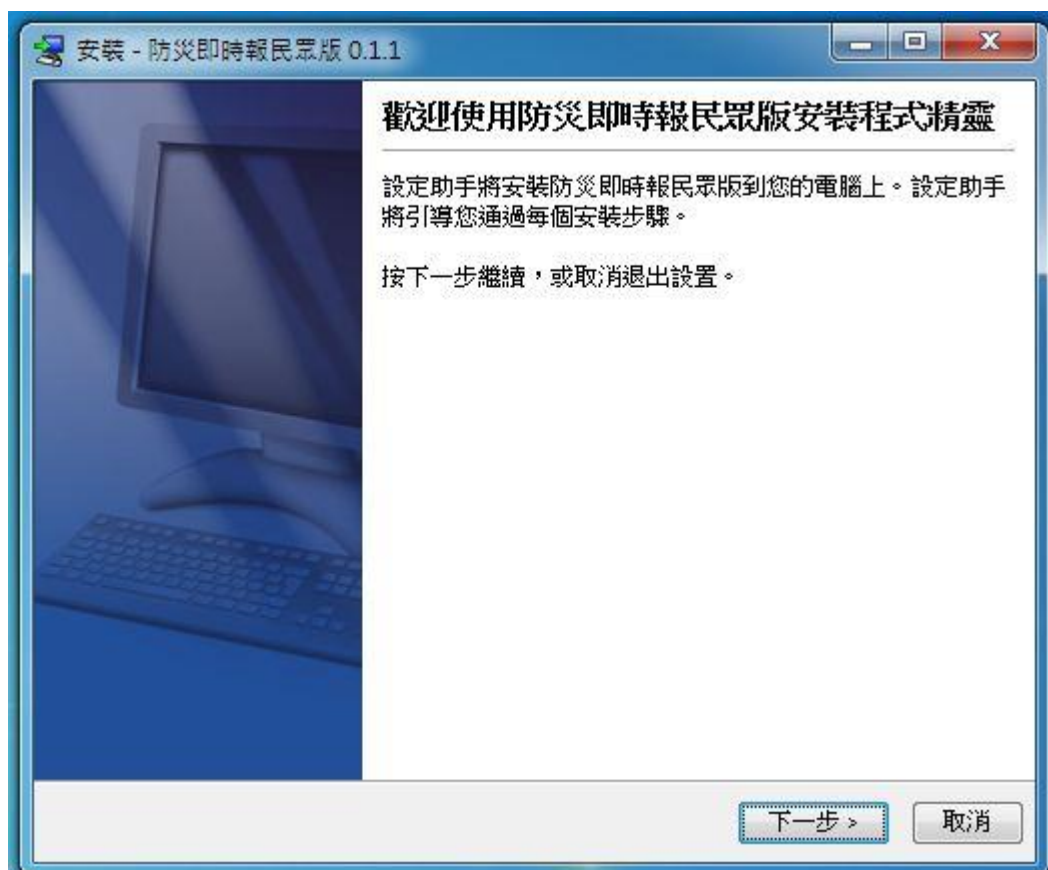 安裝 - 防災即時報民眾版 0.1.1
歡迎使用防災即時報民眾版安裝程式精靈
設定助手將安裝防災即時報民眾版到您的電腦上。設定助手
將引導您通過每個安裝步驟。
按下一步繼續，或取消退出設置。
下一步 >
取消